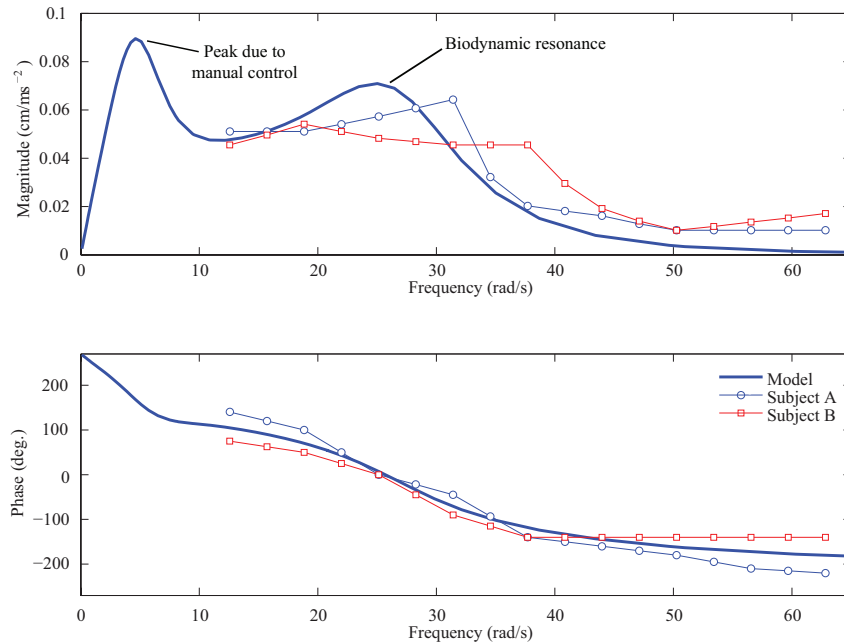 0.1
0.08
0.06
0.04
0.02
0
Magnitude (cm/ms⁻²)
Peak due to
manual control
Biodynamic resonance
0 10 20 30 40 50 60
Frequency (rad/s)
200
100
0
−100
−200
Phase (deg.)
Model
Subject A
Subject B
0 10 20 30 40 50 60
Frequency (rad/s)